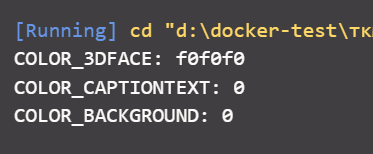 [Running] cd "d:\docker-test\
COLOR_3DFACE: f0f0f0
COLOR_CAPTIONTEXT: 0
COLOR_BACKGROUND: 0